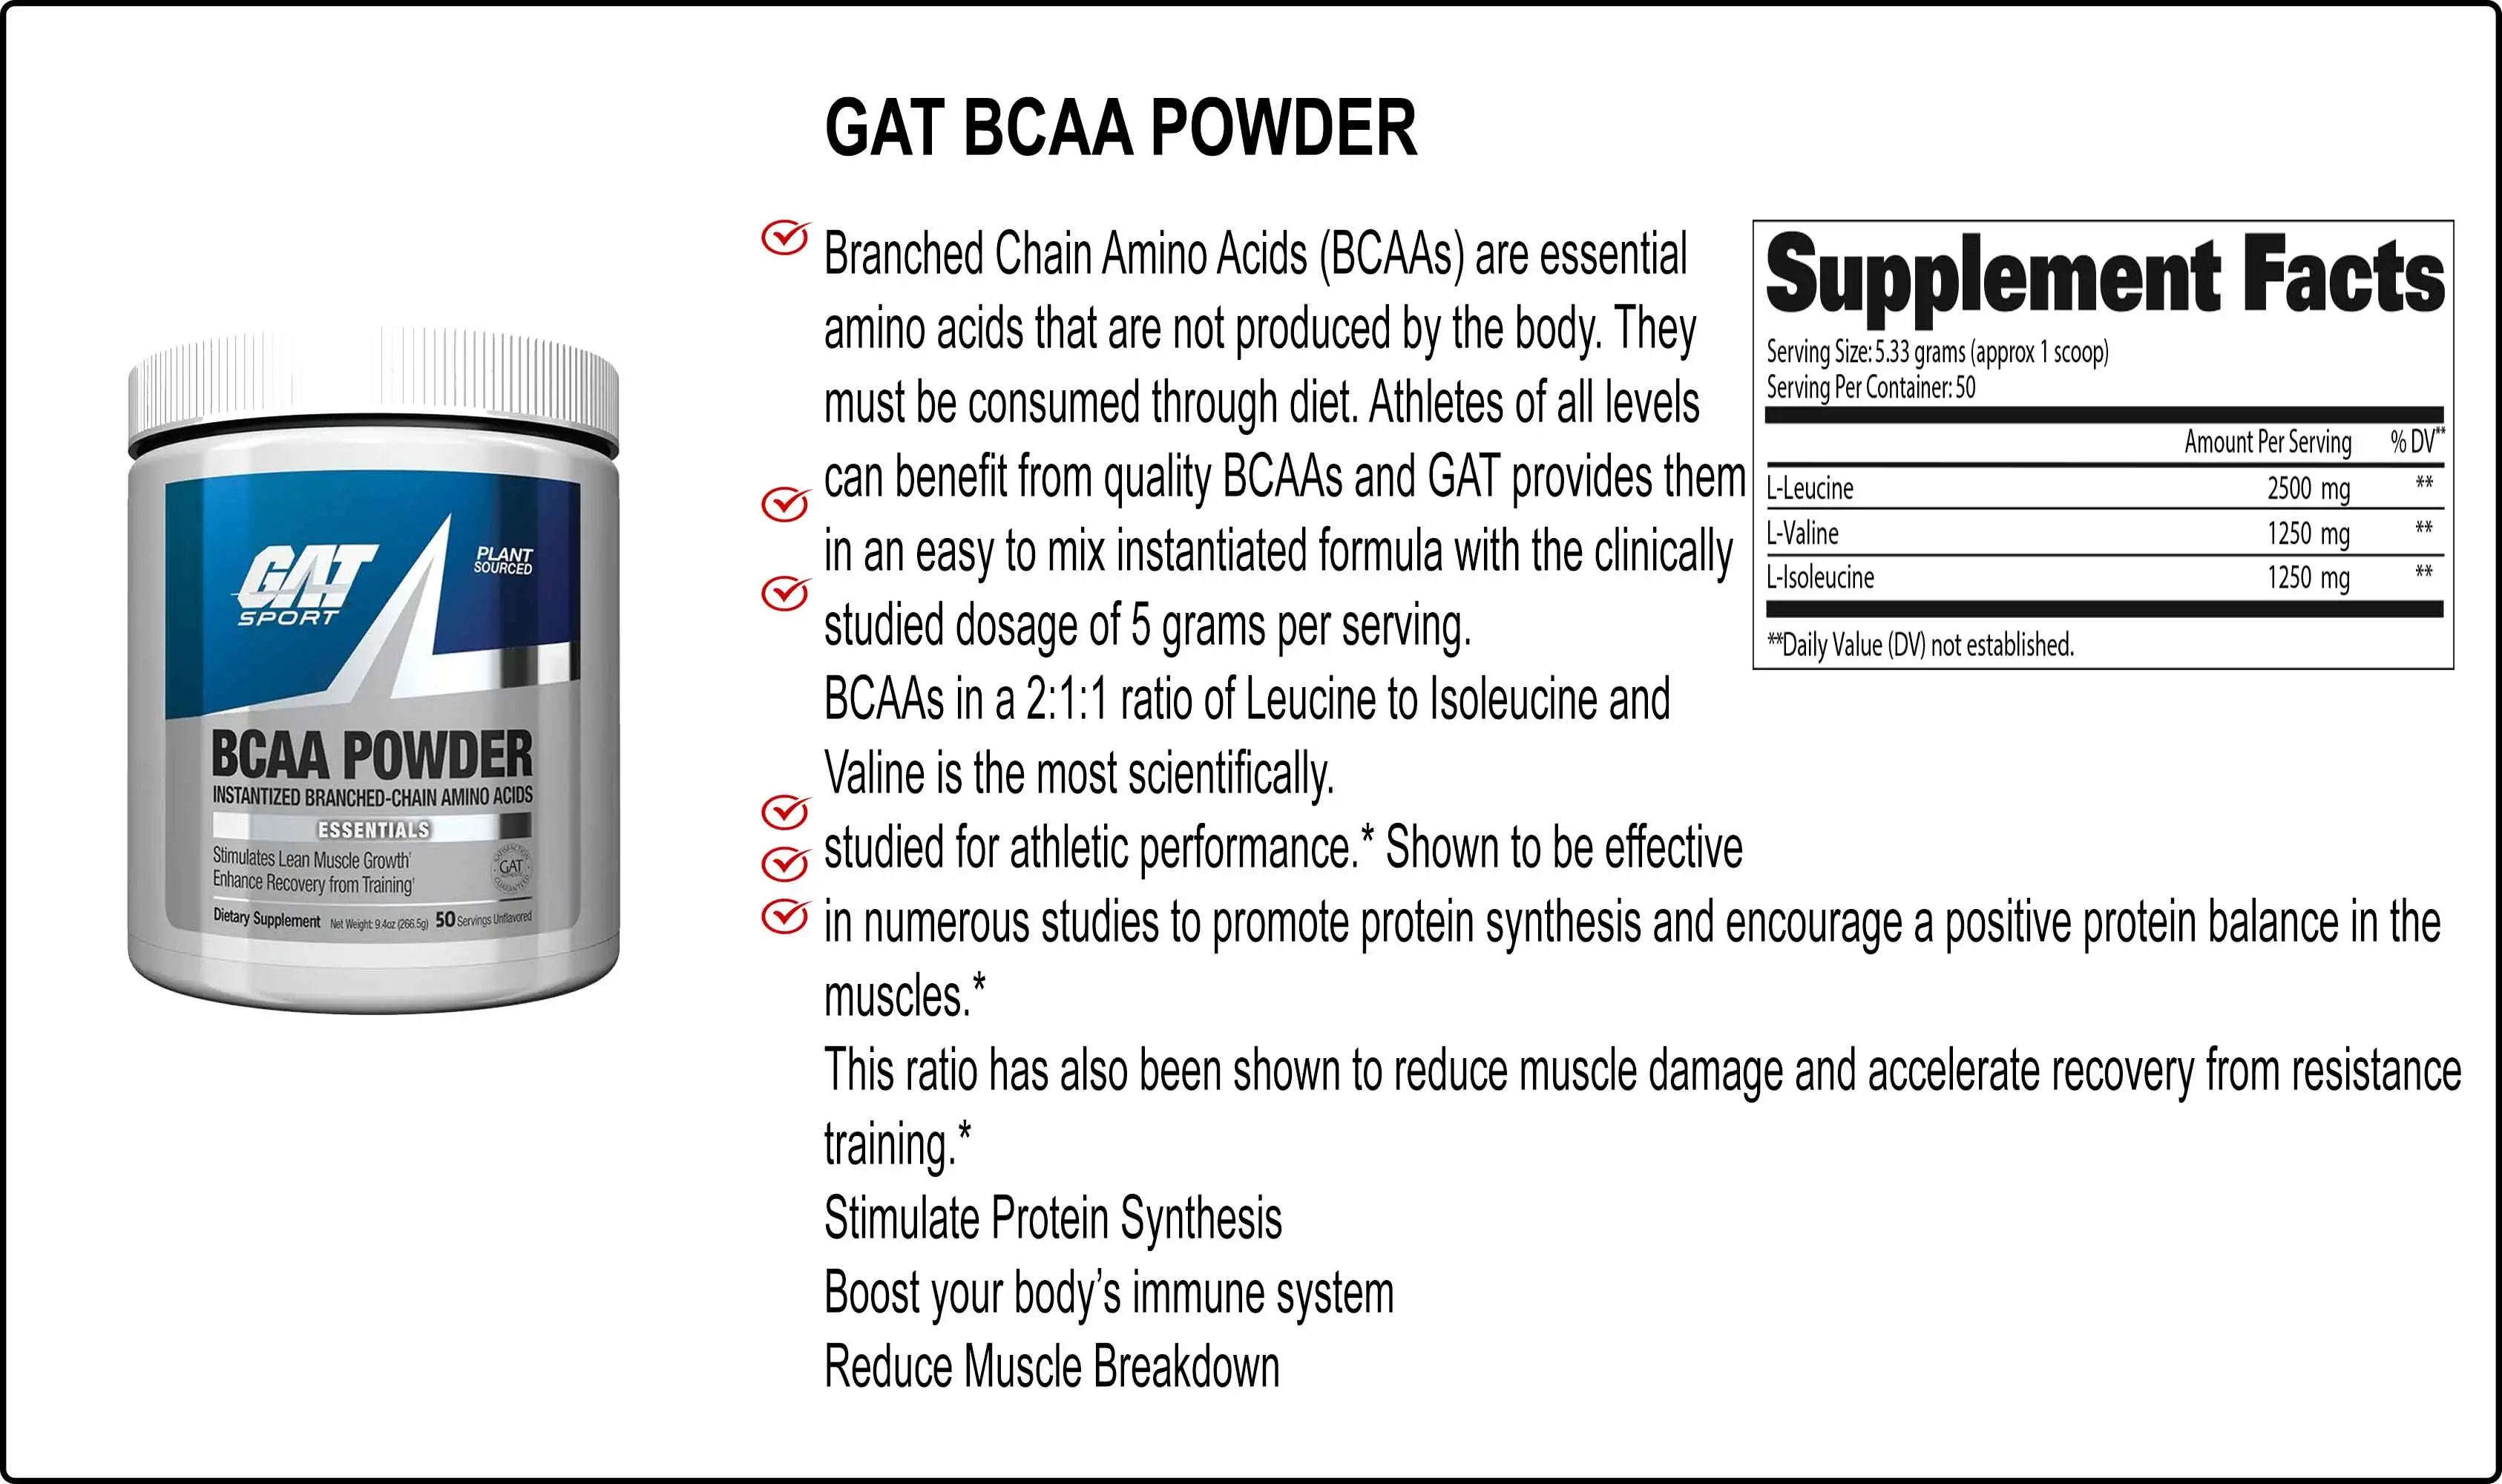 GAT BCAA POWDER
Branched Chain Amino Acids (BCAAs) are essential
amino acids that are not produced by the body. They
must be consumed through diet. Athletes of all levels
can benefit from quality BCAAs and GAT provides them
in an easy to mix instantiated formula with the clinically
studied dosage of 5 grams per serving.
BCAAs in a 2:1:1 ratio of Leucine to Isoleucine and
Valine is the most scientifically.
studied for athletic performance.* Shown to be effective
in numerous studies to promote protein synthesis and encourage a positive protein balance in the
muscles.*
This ratio has also been shown to reduce muscle damage and accelerate recovery from resistance
training.*
Stimulate Protein Synthesis
Boost your body’s immune system
Reduce Muscle Breakdown
Supplement Facts
Serving Size: 5.33 grams (approx 1 scoop)
Serving Per Container: 50
Amount Per Serving % DV**
L-Leucine 2500 mg **
L-Valine 1250 mg **
L-Isoleucine 1250 mg **
**Daily Value (DV) not established.
GAT
SPORT
PLANT
SOURCED
BCAA POWDER
INSTANTIZED BRANCHED-CHAIN AMINO ACIDS
ESSENTIALS
Stimulates Lean Muscle Growth†
Enhance Recovery from Training†
SATISFACTION
GAT
GUARANTEED
Dietary Supplement Net Weight: 9.4oz (266.5g) 50 Servings Unflavored